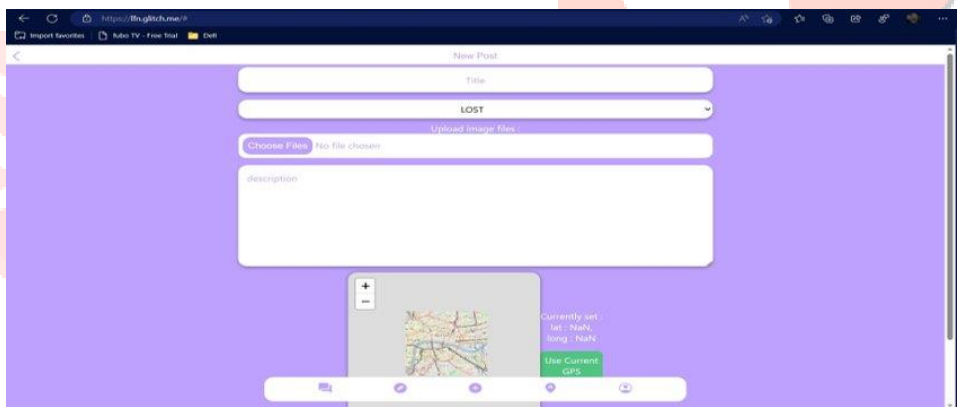 https://lfn.glitch.me/#
Import favorites
fubo TV - Free Trial
Dell
New Post
Title
LOST
Upload image files :
Choose Files No file chosen
description
+
−
Currently set :
lat : NaN,
long : NaN
Use Current
GPS